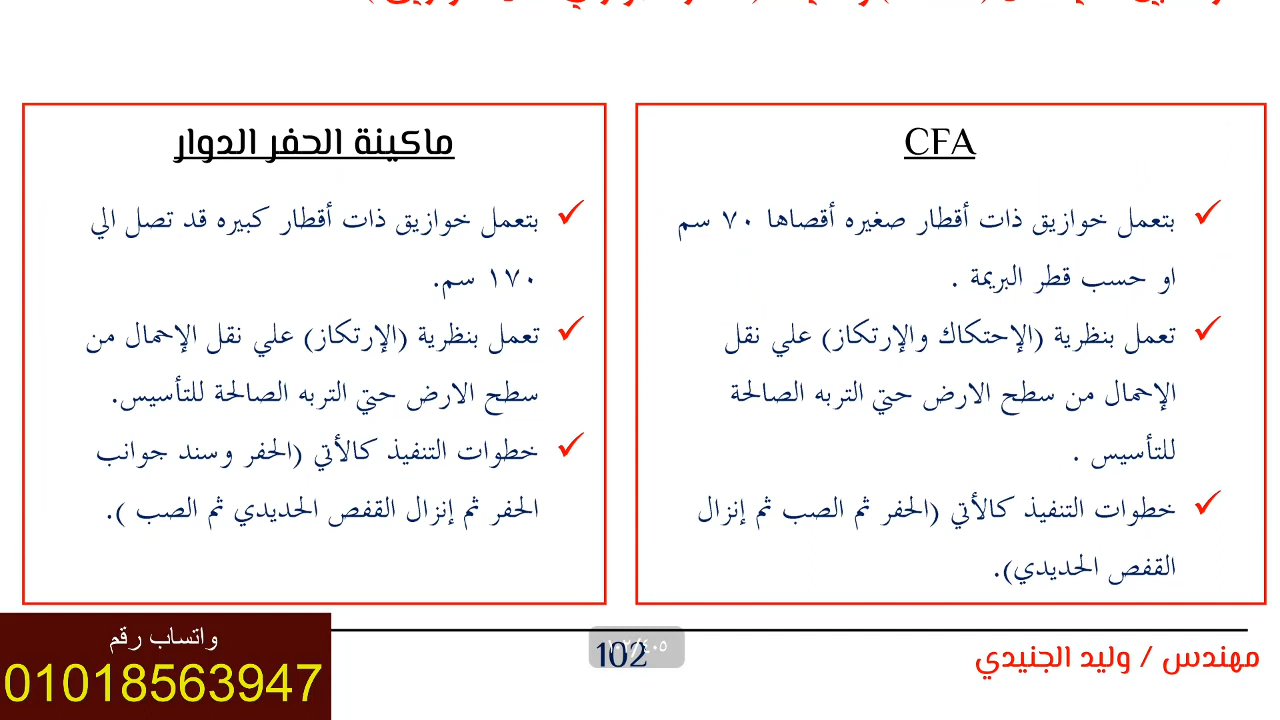 CFA
بتعمل خوازيق ذات أقطار صغيره أقصاها ٧٠ سم
او حسب قطر البريمة .
تعمل بنظرية (الإحتكاك والإرتكاز) علي نقل
الإحمال من سطح الارض حتي التربه الصالحة
للتأسيس .
خطوات التنفيذ كالأتي (الحفر ثم الصب ثم إنزال
القفص الحديدي).
ماكينة الحفر الدوار
بتعمل خوازيق ذات أقطار كبيره قد تصل الي
١٧٠ سم.
تعمل بنظرية (الإرتكاز) علي نقل الإحمال من
سطح الارض حتي التربه الصالحة للتأسيس.
خطوات التنفيذ كالأتي (الحفر وسند جوانب
الحفر ثم إنزال القفص الحديدي ثم الصب ).
مهندس / وليد الجنيدي
102
واتساب رقم
01018563947